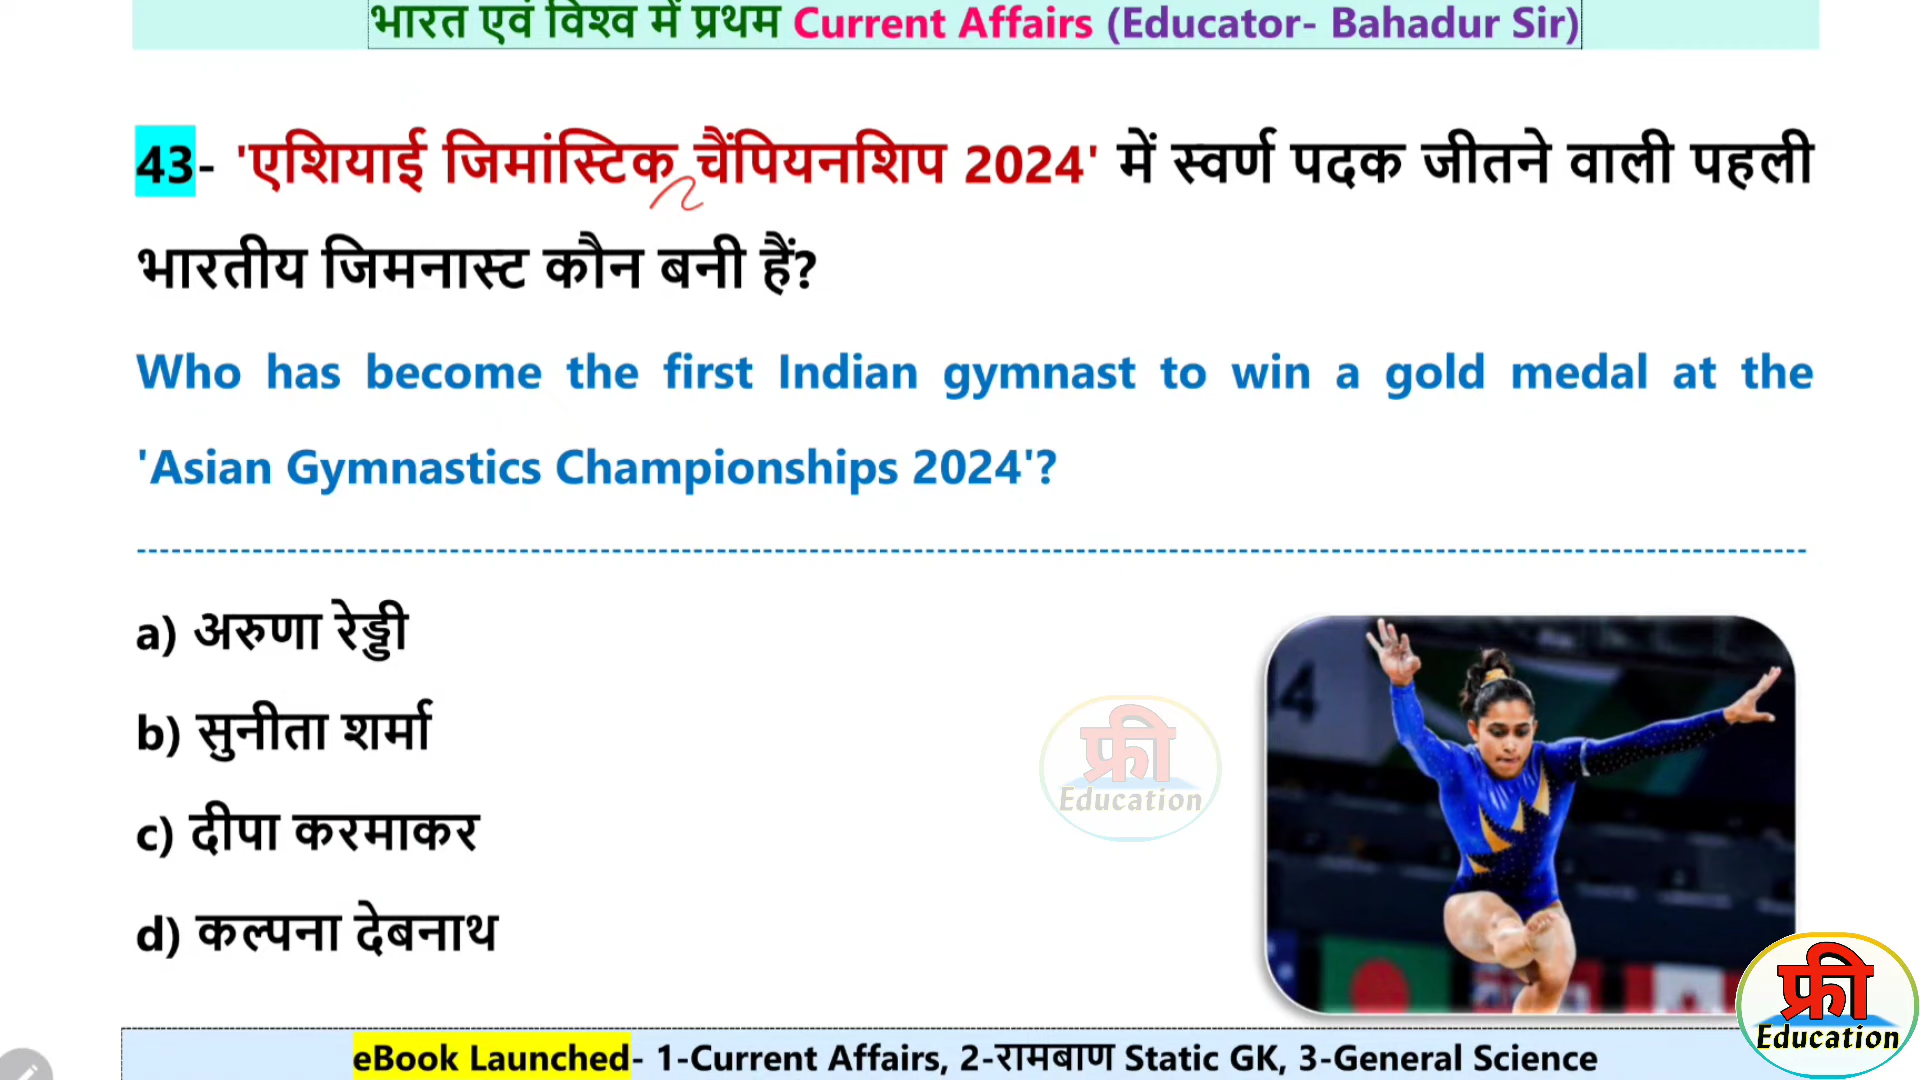 भारत एवं विश्व में प्रथम Current Affairs (Educator- Bahadur Sir)
43- 'एशियाई जिमांस्टिक चैंपियनशिप 2024' में स्वर्ण पदक जीतने वाली पहली
भारतीय जिमनास्ट कौन बनी हैं?
Who has become the first Indian gymnast to win a gold medal at the
'Asian Gymnastics Championships 2024'?
a) अरुणा रेड्डी
b) सुनीता शर्मा
c) दीपा करमाकर
d) कल्पना देबनाथ
फ्री
Education
फ्री
Education
eBook Launched- 1-Current Affairs, 2-रामबाण Static GK, 3-General Science